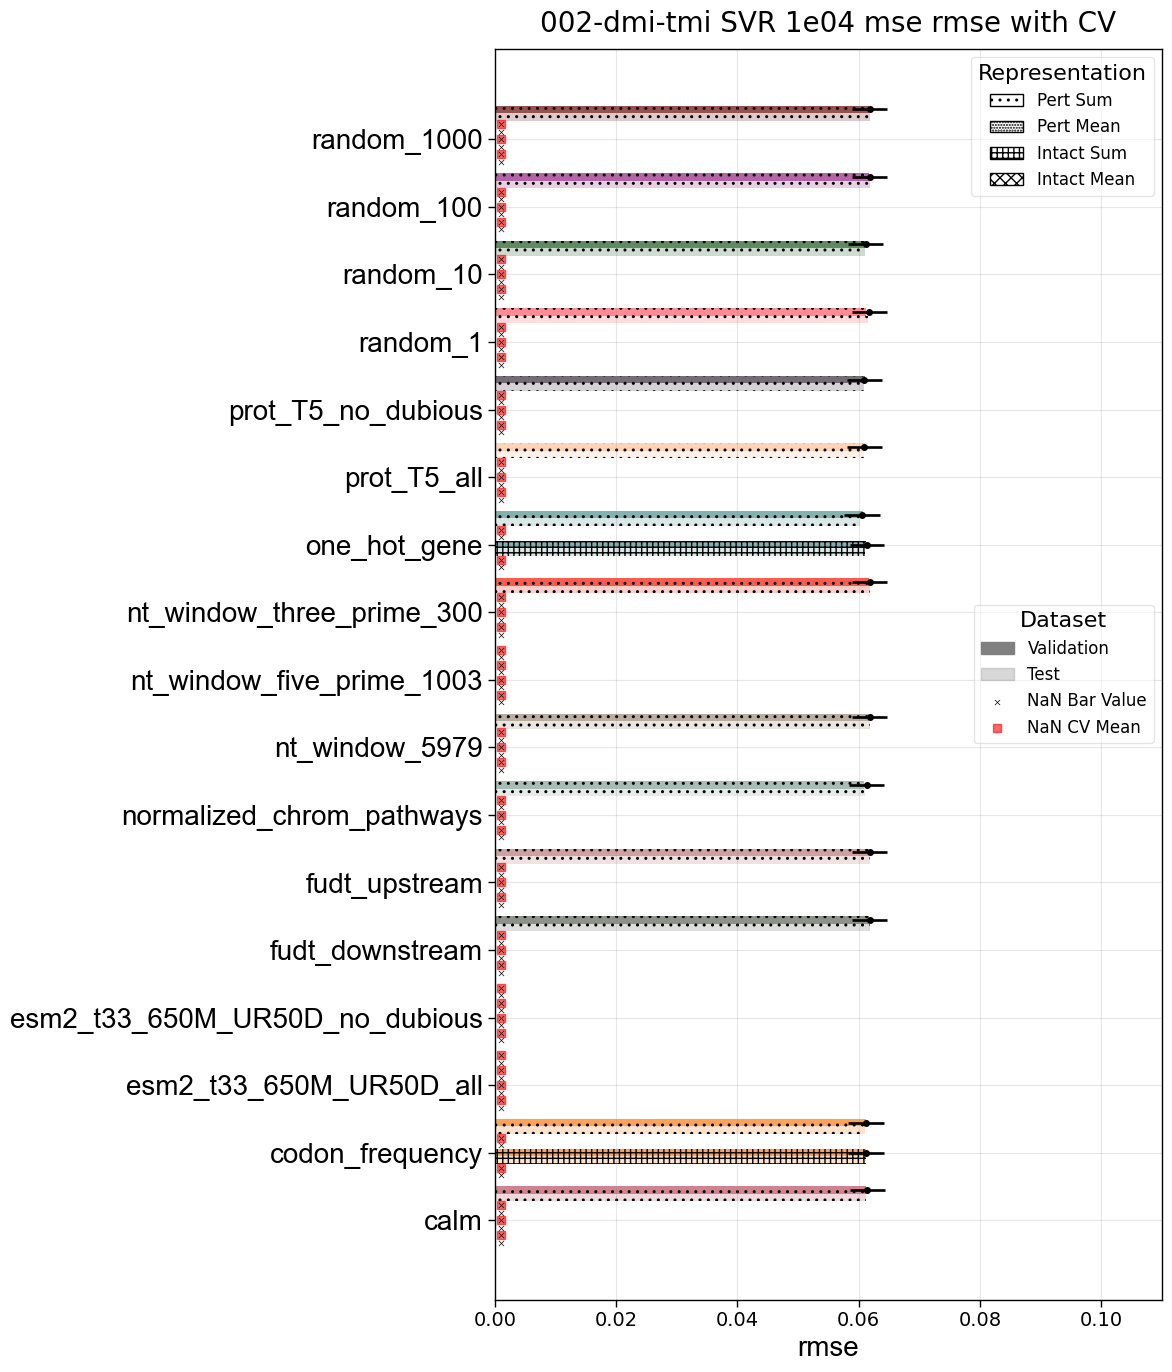 002-dmi-tmi SVR 1e04 mse rmse with CV
Representation
Pert Sum
Pert Mean
Intact Sum
Intact Mean
random_1000
random_100
random_10
random_1
prot_T5_no_dubious
prot_T5_all
one_hot_gene
nt_window_three_prime_300
nt_window_five_prime_1003
nt_window_5979
normalized_chrom_pathways
fudt_upstream
fudt_downstream
esm2_t33_650M_UR50D_no_dubious
esm2_t33_650M_UR50D_all
codon_frequency
calm
Dataset
Validation
Test
NaN Bar Value
NaN CV Mean
0.00 0.02 0.04 0.06 0.08 0.10
rmse